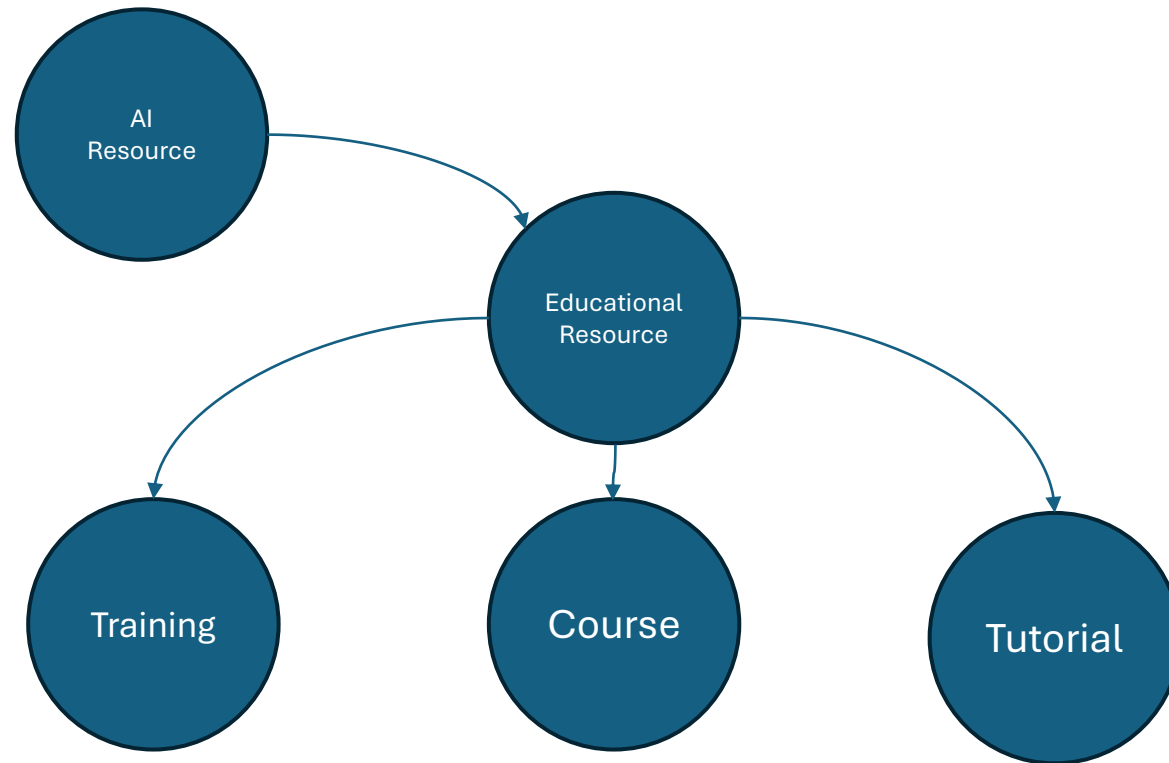 AI
Resource
Educational
Resource
Training
Course
Tutorial